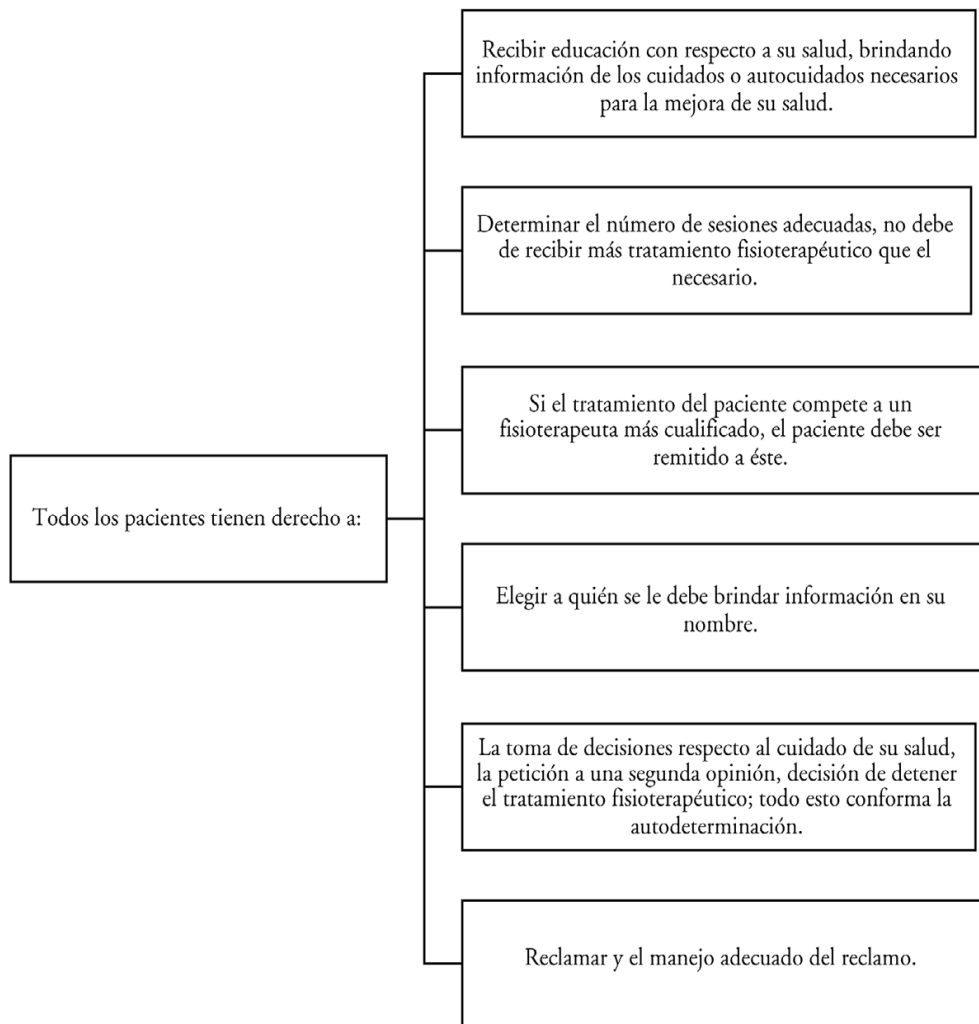 Todos los pacientes tienen derecho a:
Recibir educación con respecto a su salud, brindando
información de los cuidados o autocuidados necesarios
para la mejora de su salud.
Determinar el número de sesiones adecuadas, no debe
de recibir más tratamiento fisioterapéutico que el
necesario.
Si el tratamiento del paciente compete a un
fisioterapeuta más cualificado, el paciente debe ser
remitido a éste.
Elegir a quién se le debe brindar información en su
nombre.
La toma de decisiones respecto al cuidado de su salud,
la petición a una segunda opinión, decisión de detener
el tratamiento fisioterapéutico; todo esto conforma la
autodeterminación.
Reclamar y el manejo adecuado del reclamo.